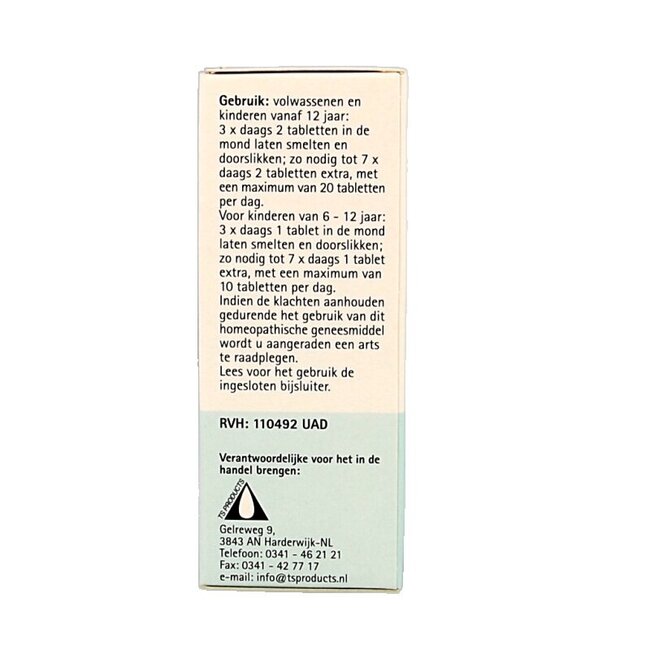 Gebruik: volwassenen en
kinderen vanaf 12 jaar:
3 x daags 2 tabletten in de
mond laten smelten en
doorslikken; zo nodig tot 7 x
daags 2 tabletten extra, met
een maximum van 20 tabletten
per dag.
Voor kinderen van 6 - 12 jaar:
3 x daags 1 tablet in de mond
laten smelten en doorslikken;
zo nodig tot 7 x daags 1 tablet
extra, met een maximum van
10 tabletten per dag.
Indien de klachten aanhouden
gedurende het gebruik van dit
homeopathische geneesmiddel
wordt u aangeraden een arts
te raadplegen.
Lees voor het gebruik de
ingesloten bijsluiter.
RVH: 110492 UAD
Verantwoordelijke voor het in de
handel brengen:
TS PRODUCTS
Gelreweg 9,
3843 AN Harderwijk-NL
Telefoon: 0341 - 46 21 21
Fax: 0341 - 42 77 17
e-mail: info@tsproducts.nl